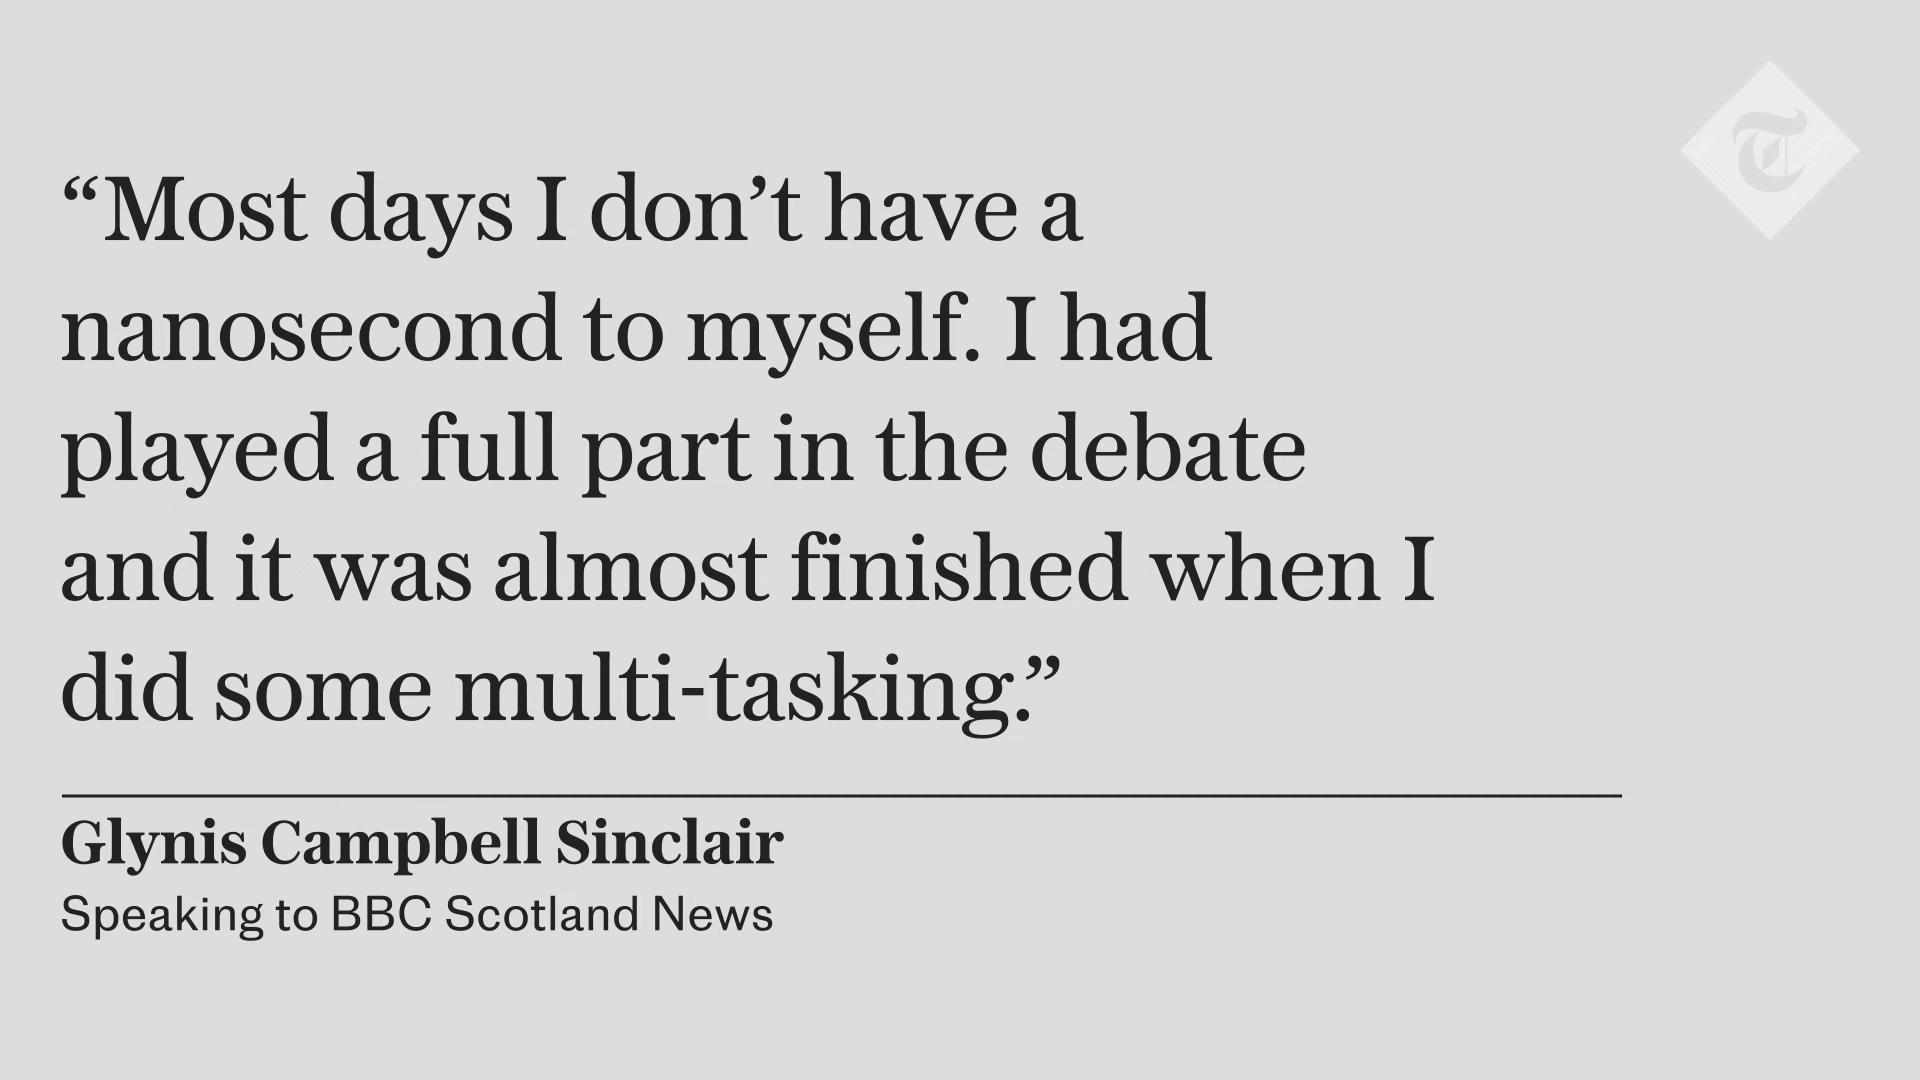 “Most days I don’t have a
nanosecond to myself. I had
played a full part in the debate
and it was almost finished when I
did some multi-tasking.”
Glynis Campbell Sinclair
Speaking to BBC Scotland News
T